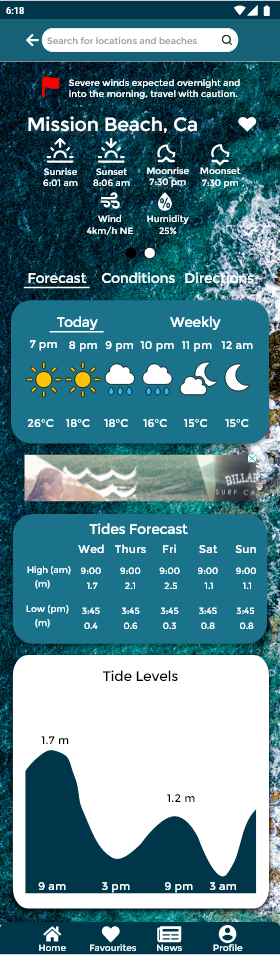 6:18
Search for locations and beaches
Severe winds expected overnight and
into the morning, travel with caution.
Mission Beach, Ca
Sunrise Sunset Moonrise Moonset
6:01 am 8:06 am 7:30 pm 7:30 pm
Wind Humidity
4km/h NE 25%
Forecast Conditions Directions
Today Weekly
7 pm 8 pm 9 pm 10 pm 11 pm 12 am
26°C 18°C 18°C 16°C 15°C 15°C
SURF
Tides Forecast
Wed Thurs Fri Sat Sun
High (am) 9:00 9:00 9:00 9:00 9:00
(m) 1.7 2.1 2.5 1.1 1.1
Low (pm) 3:45 3:45 3:45 3:45 3:45
(m) 0.4 0.6 0.3 0.8 0.8
Tide Levels
1.7 m
1.2 m
9 am 3 pm 9 pm 3 am
Home Favourites News Profile